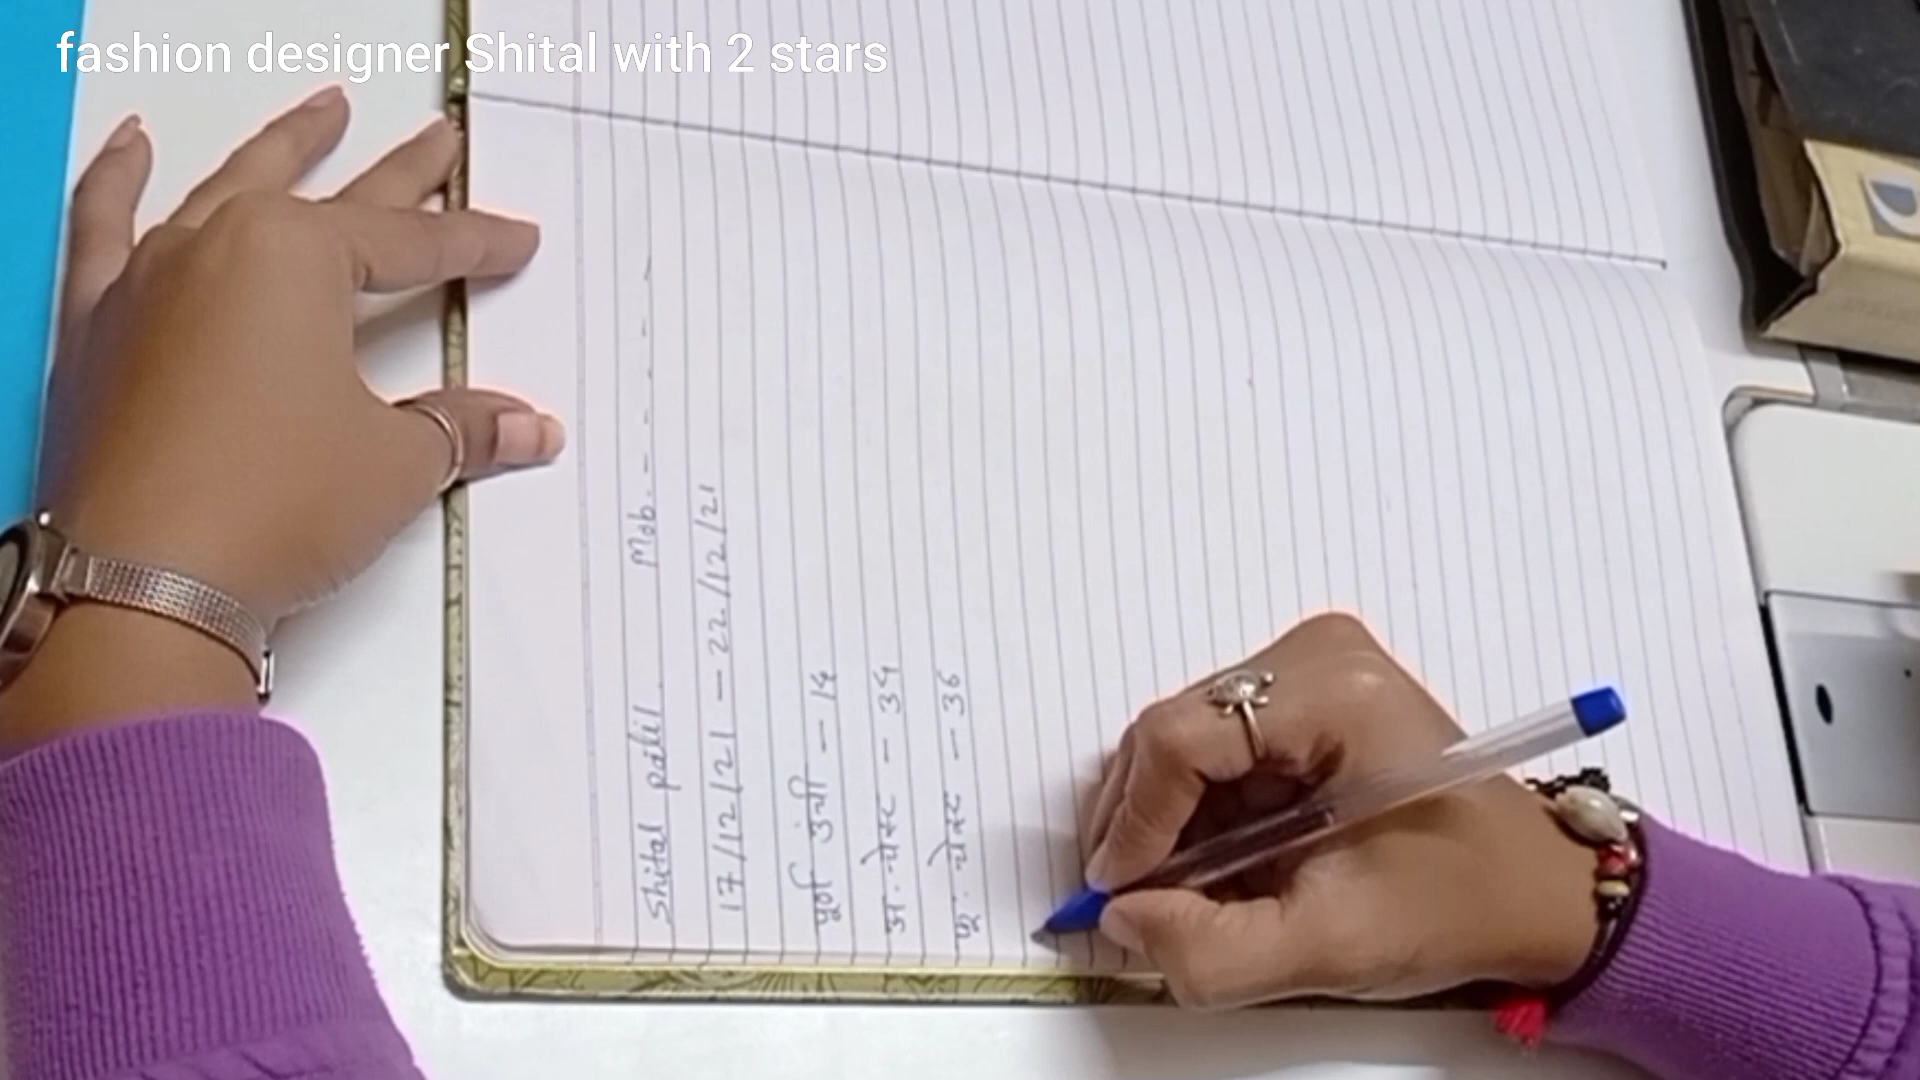 fashion designer Shital with 2 stars
Shital patil. Mob. - - - - - -
17/12/21 - 22/12/21
पूर्ण उंची - 14
अ. चेस्ट - 34
फू. चेस्ट - 36